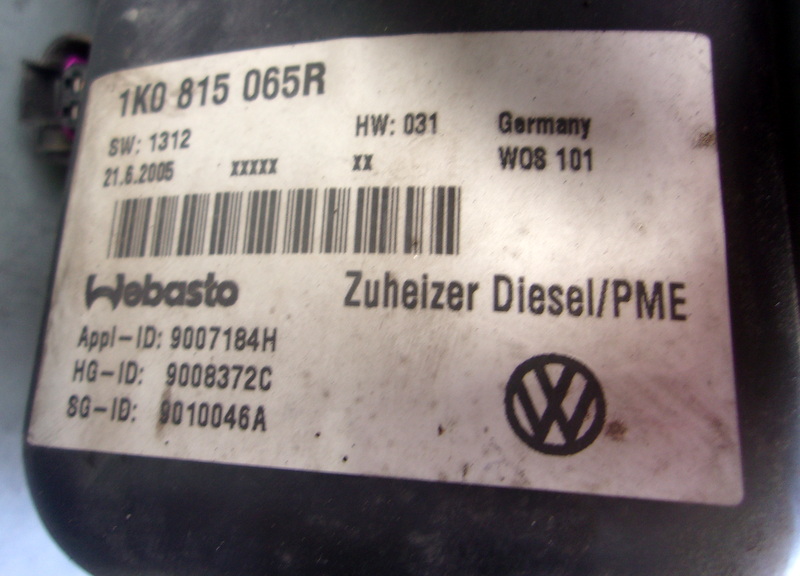 1K0 815 065R
SW: 1312 HW: 031 Germany
21.6.2005 XXXXX XX WOS 101
Webasto Zuheizer Diesel/PME
Appl-ID: 9007184H
HG-ID: 9008372C
SG-ID: 9010046A